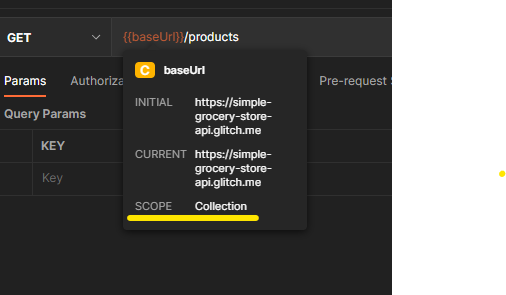 GET {{baseUrl}}/products
C baseUrl
Params Authoriza Pre-request S
INITIAL https://simple-
grocery-store-
api.glitch.me
Query Params
KEY
CURRENT https://simple-
grocery-store-
api.glitch.me
Key
SCOPE Collection